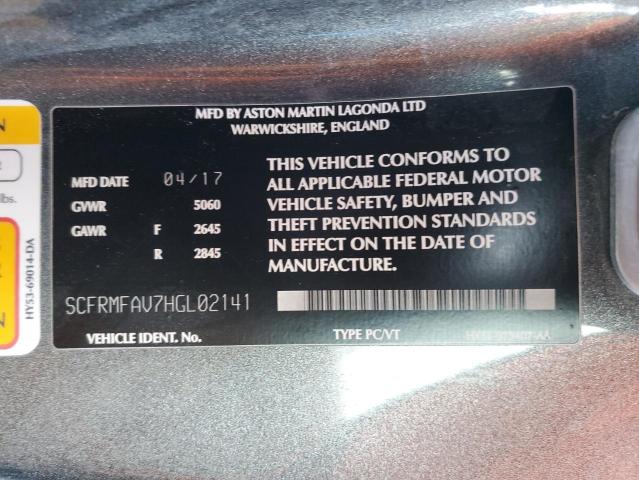 MFD BY ASTON MARTIN LAGONDA LTD
WARWICKSHIRE, ENGLAND
MFD DATE 04/17
GVWR 5060
GAWR F 2645
R 2845
THIS VEHICLE CONFORMS TO
ALL APPLICABLE FEDERAL MOTOR
VEHICLE SAFETY, BUMPER AND
THEFT PREVENTION STANDARDS
IN EFFECT ON THE DATE OF
MANUFACTURE.
SCFRMFAV7HGL02141
VEHICLE IDENT. No.
TYPE PC/VT
N
lbs.
N
HY53-69014-DA